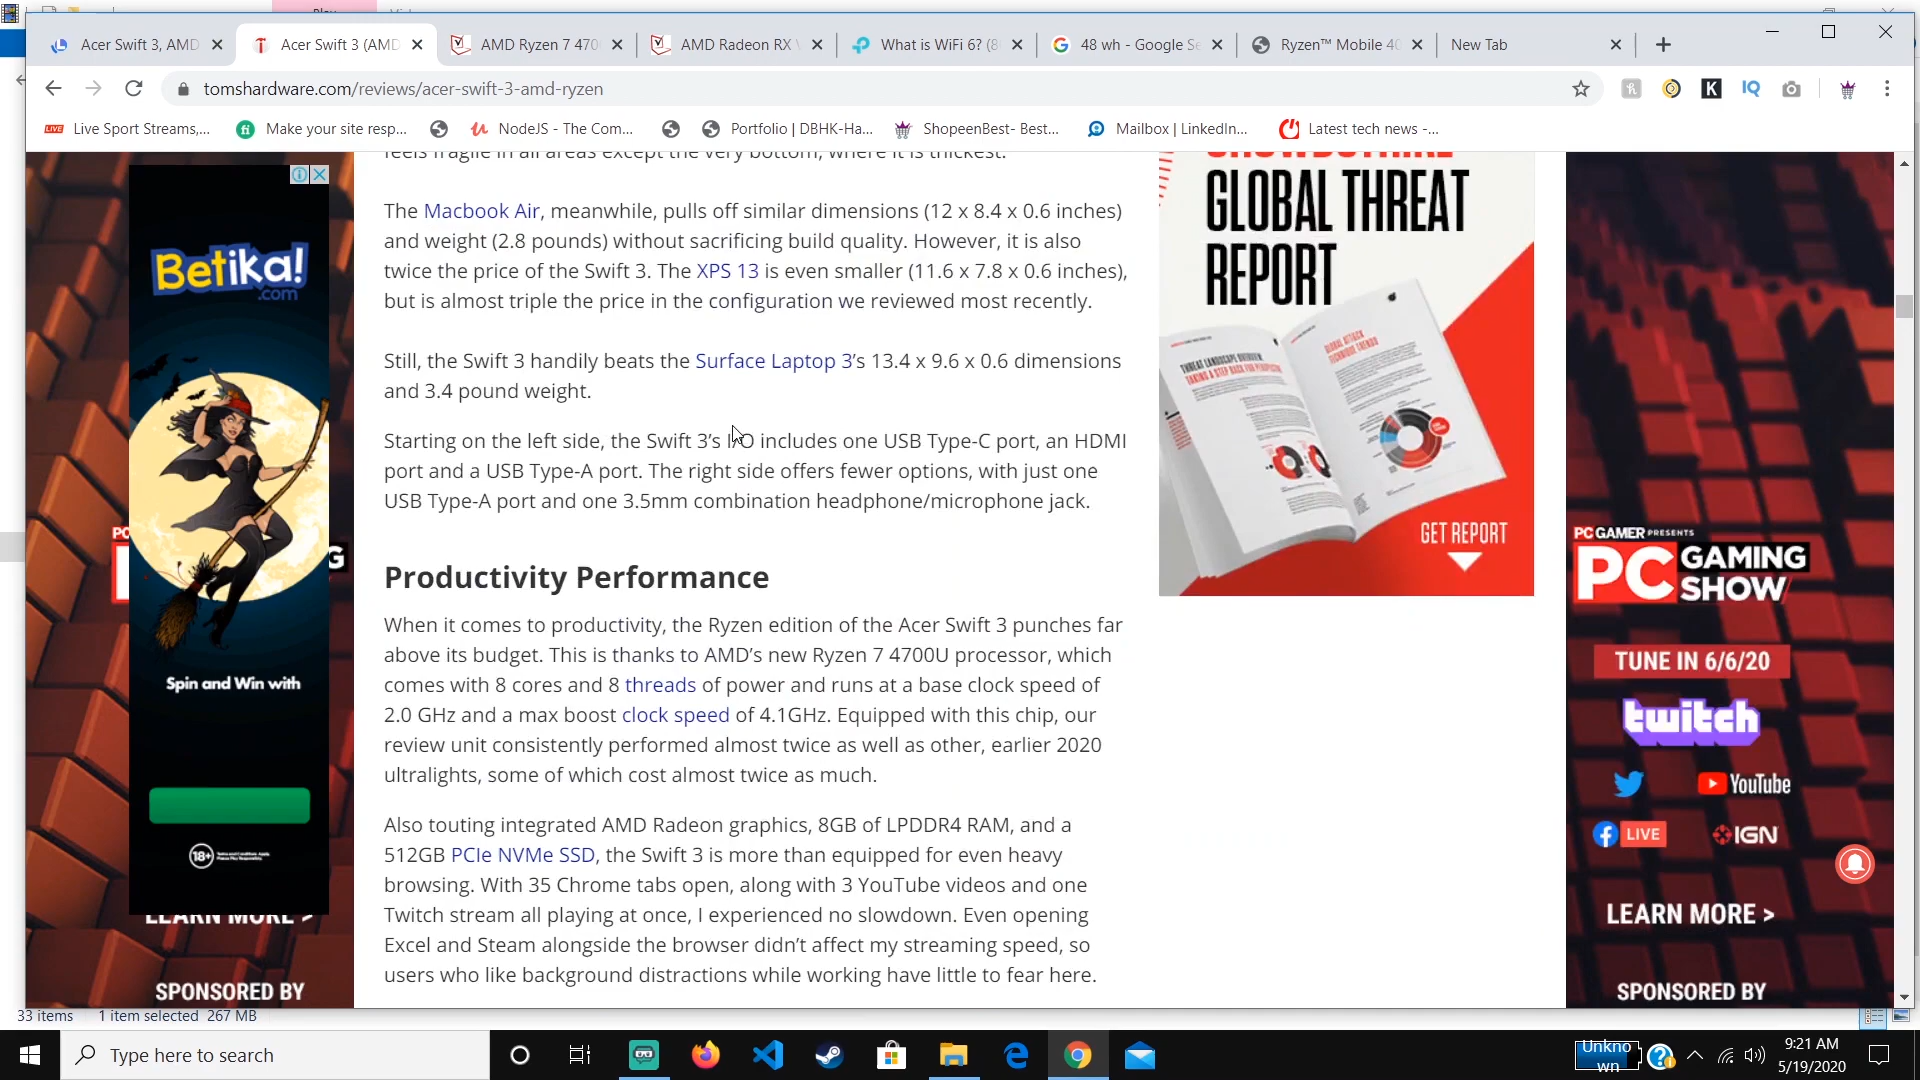 Acer Swift 3, AMD
Acer Swift 3 (AMD
AMD Ryzen 7 470
AMD Radeon RX
What is WiFi 6? (8
48 wh - Google Se
Ryzen™ Mobile 40
New Tab
tomshardware.com/reviews/acer-swift-3-amd-ryzen
LIVE
Live Sport Streams,...
Make your site resp...
NodeJS - The Com...
Portfolio | DBHK-Ha...
ShopeenBest- Best...
Mailbox | LinkedIn...
Latest tech news -...
feels fragile in all areas except the very bottom, where it is thickest.
The Macbook Air, meanwhile, pulls off similar dimensions (12 x 8.4 x 0.6 inches)
and weight (2.8 pounds) without sacrificing build quality. However, it is also
twice the price of the Swift 3. The XPS 13 is even smaller (11.6 x 7.8 x 0.6 inches),
but is almost triple the price in the configuration we reviewed most recently.
Still, the Swift 3 handily beats the Surface Laptop 3's 13.4 x 9.6 x 0.6 dimensions
and 3.4 pound weight.
Starting on the left side, the Swift 3's I/O includes one USB Type-C port, an HDMI
port and a USB Type-A port. The right side offers fewer options, with just one
USB Type-A port and one 3.5mm combination headphone/microphone jack.
Productivity Performance
When it comes to productivity, the Ryzen edition of the Acer Swift 3 punches far
above its budget. This is thanks to AMD's new Ryzen 7 4700U processor, which
comes with 8 cores and 8 threads of power and runs at a base clock speed of
2.0 GHz and a max boost clock speed of 4.1GHz. Equipped with this chip, our
review unit consistently performed almost twice as well as other, earlier 2020
ultralights, some of which cost almost twice as much.
Also touting integrated AMD Radeon graphics, 8GB of LPDDR4 RAM, and a
512GB PCIe NVMe SSD, the Swift 3 is more than equipped for even heavy
browsing. With 35 Chrome tabs open, along with 3 YouTube videos and one
Twitch stream all playing at once, I experienced no slowdown. Even opening
Excel and Steam alongside the browser didn't affect my streaming speed, so
users who like background distractions while working have little to fear here.
Betika!
.com
Spin and Win with
18+
LEARN MORE >
SPONSORED BY
GLOBAL THREAT
REPORT
THREAT LANDSCAPE OVERVIEW:
GET REPORT
PC GAMER PRESENTS
PC GAMING
SHOW
TUNE IN 6/6/20
twitch
YouTube
LIVE
IGN
LEARN MORE >
SPONSORED BY
33 items 1 item selected 267 MB
Type here to search
Unkno
wn
9:21 AM
5/19/2020